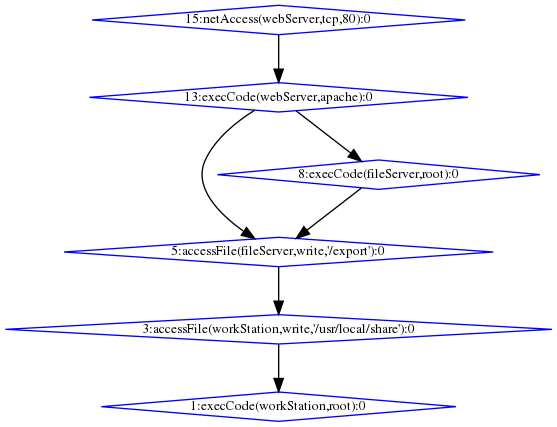 15:netAccess(webServer,tcp,80):0
13:execCode(webServer,apache):0
8:execCode(fileServer,root):0
5:accessFile(fileServer,write,'/export'):0
3:accessFile(workStation,write,'/usr/local/share'):0
1:execCode(workStation,root):0